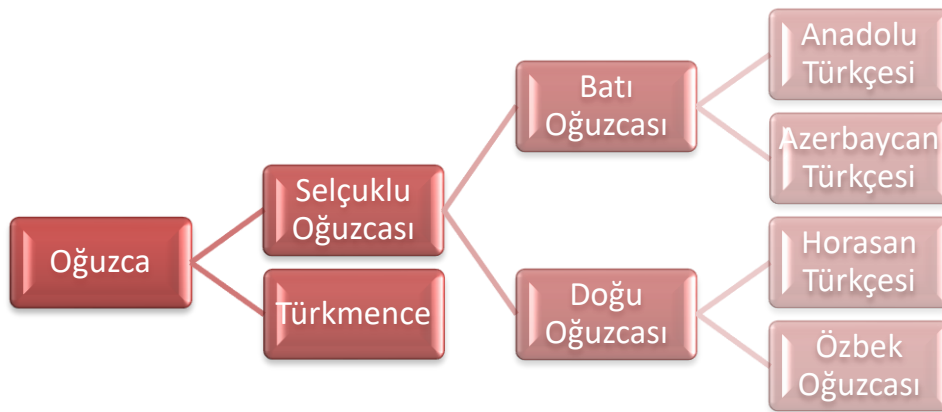 Oğuzca
Selçuklu
Oğuzcası
Türkmence
Batı
Oğuzcası
Doğu
Oğuzcası
Anadolu
Türkçesi
Azerbaycan
Türkçesi
Horasan
Türkçesi
Özbek
Oğuzcası